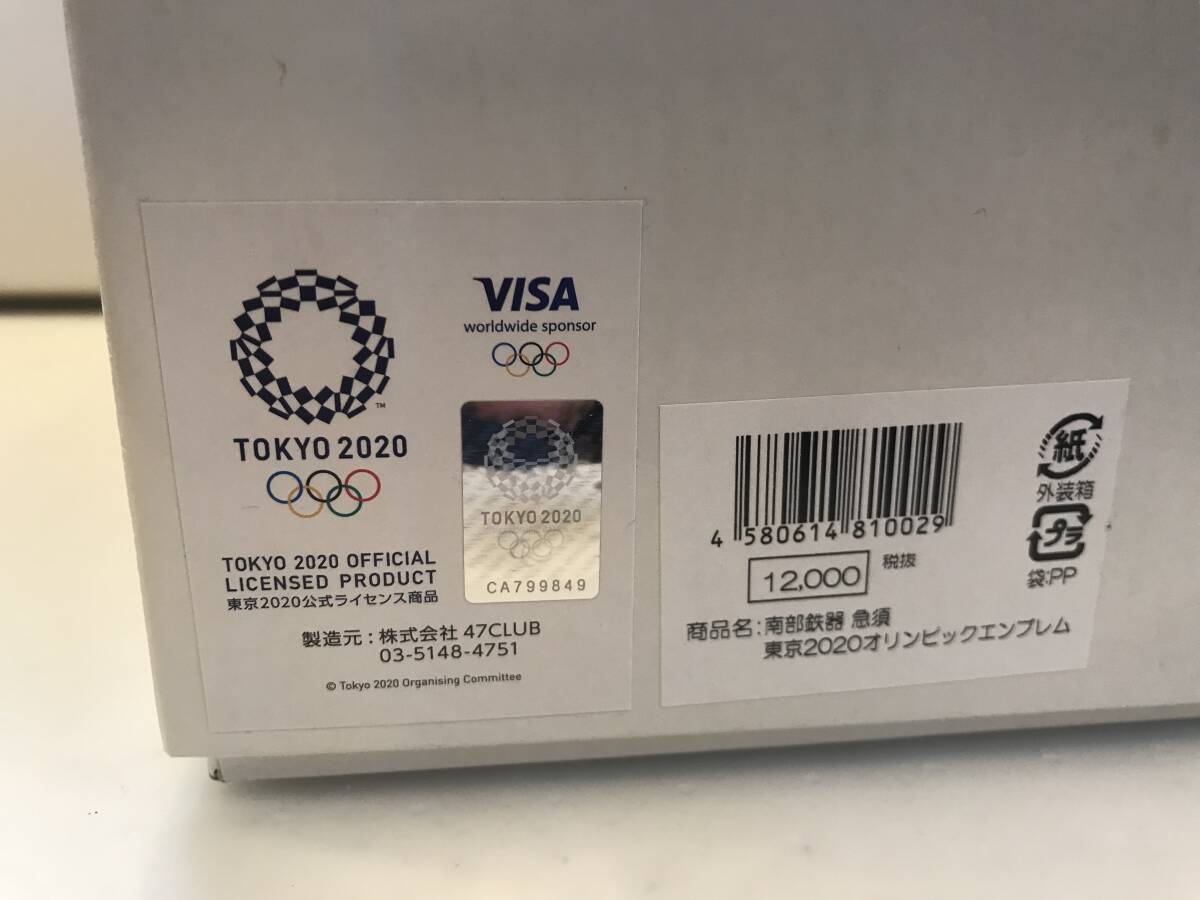 TM
TOKYO 2020
TOKYO 2020 OFFICIAL
LICENSED PRODUCT
東京2020公式ライセンス商品
VISA
worldwide sponsor
TOKYO 2020
CA799849
製造元:株式会社 47CLUB
03-5148-4751
© Tokyo 2020 Organising Committee
4 580614 810029
12,000 税抜
商品名:南部鉄器 急須
東京2020オリンピックエンブレム
紙
外装箱
プラ
袋:PP